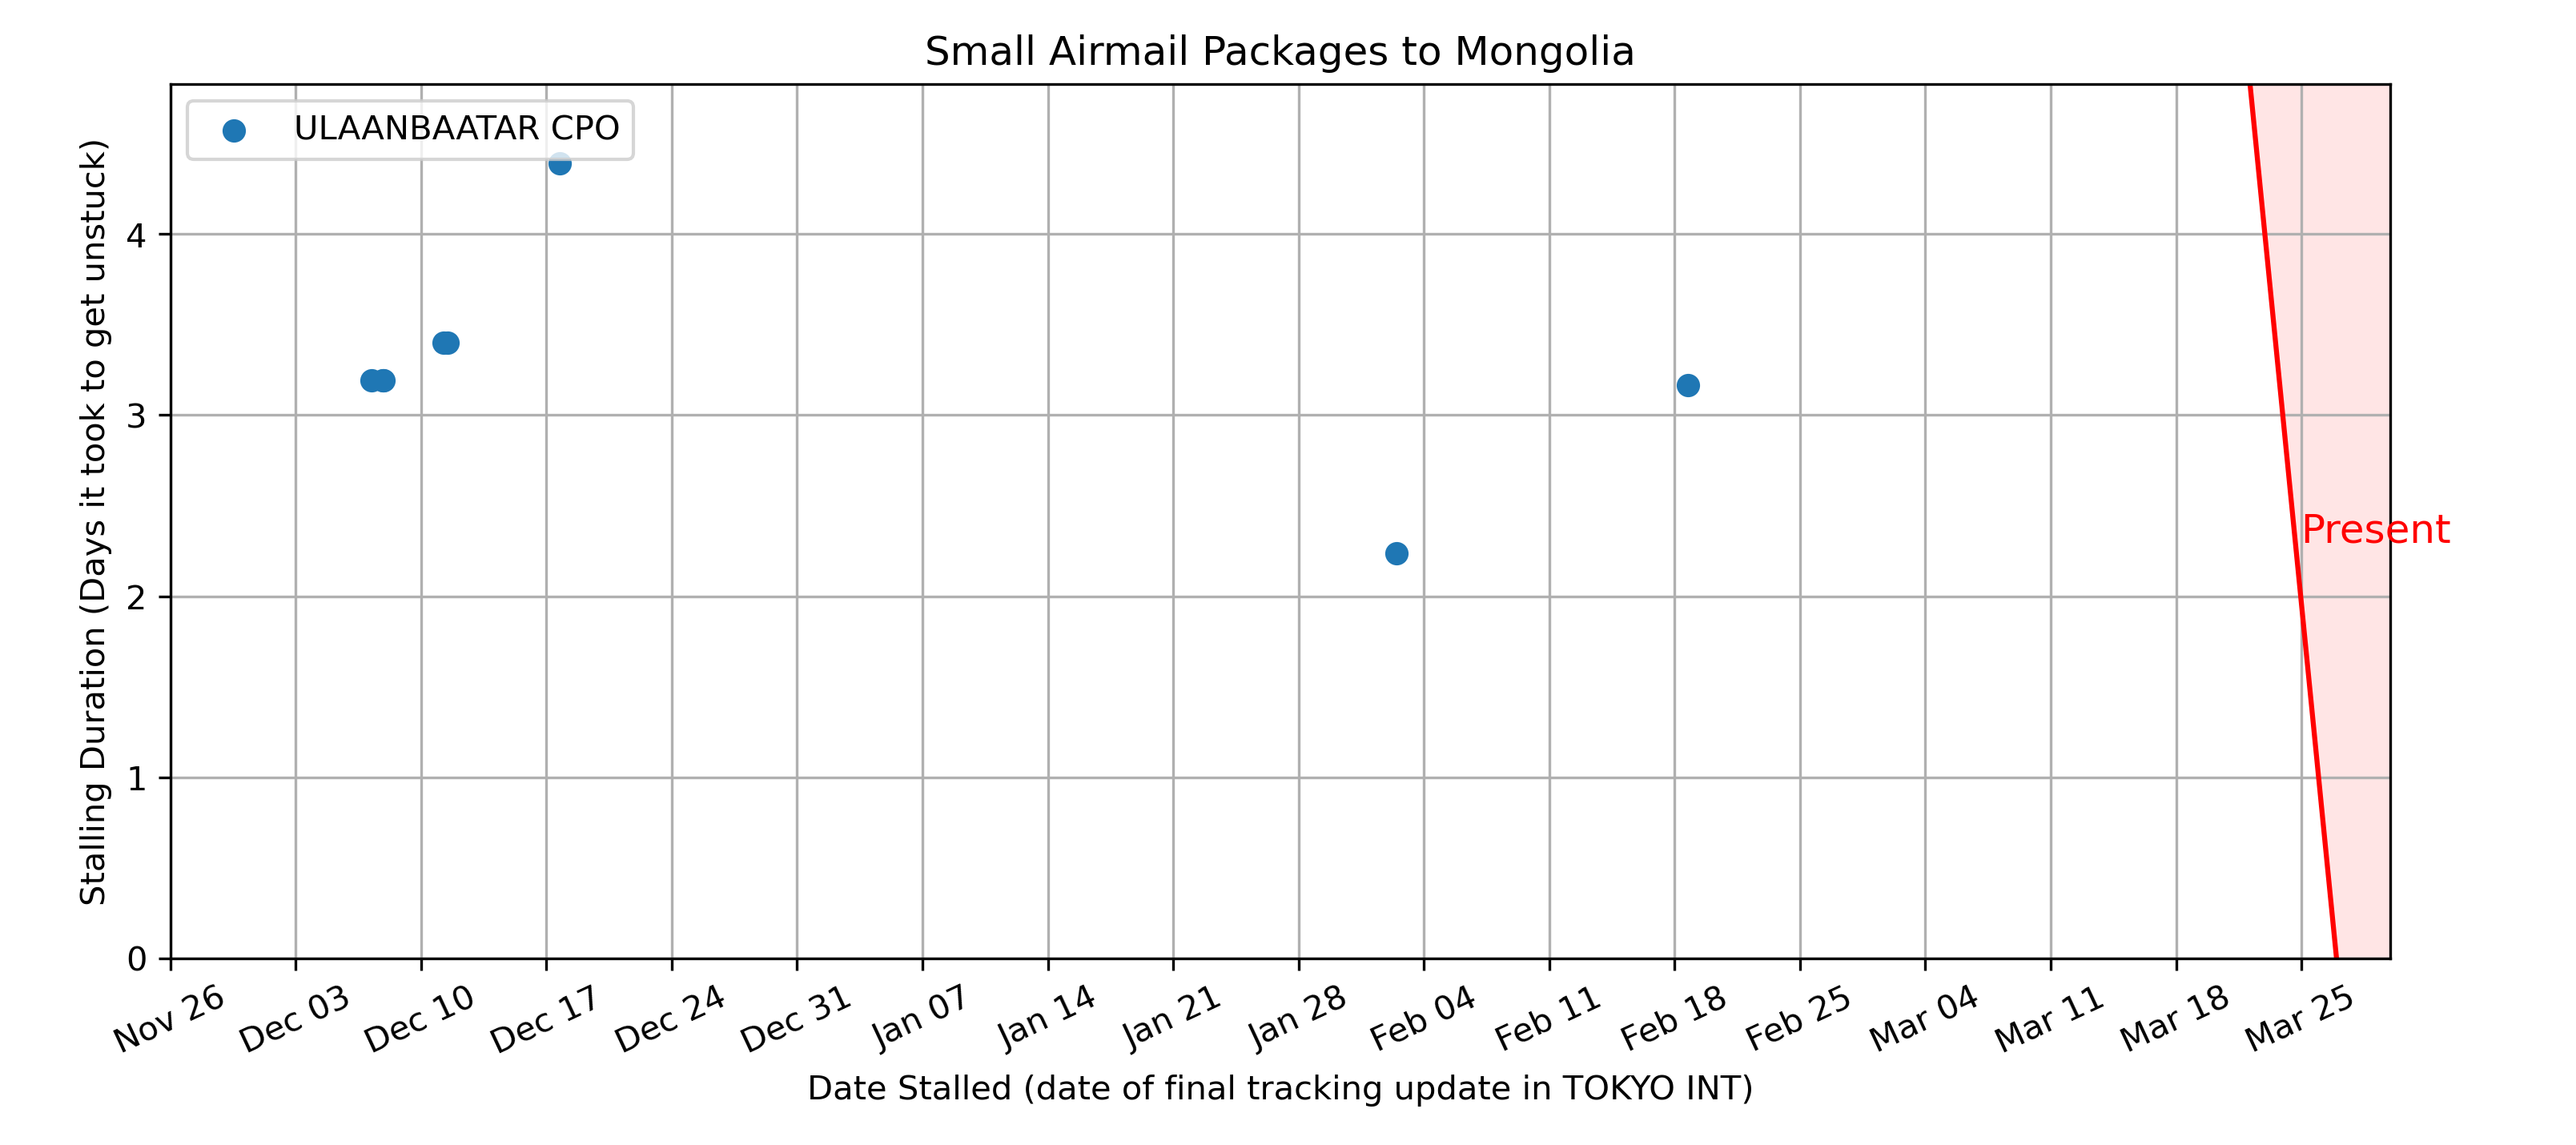 Small Airmail Packages to Mongolia
ULAANBAATAR CPO
Stalling Duration (Days it took to get unstuck)
4
3
2
1
0
Present
Nov 26
Dec 03
Dec 10
Dec 17
Dec 24
Dec 31
Jan 07
Jan 14
Jan 21
Jan 28
Feb 04
Feb 11
Feb 18
Feb 25
Mar 04
Mar 11
Mar 18
Mar 25
Date Stalled (date of final tracking update in TOKYO INT)